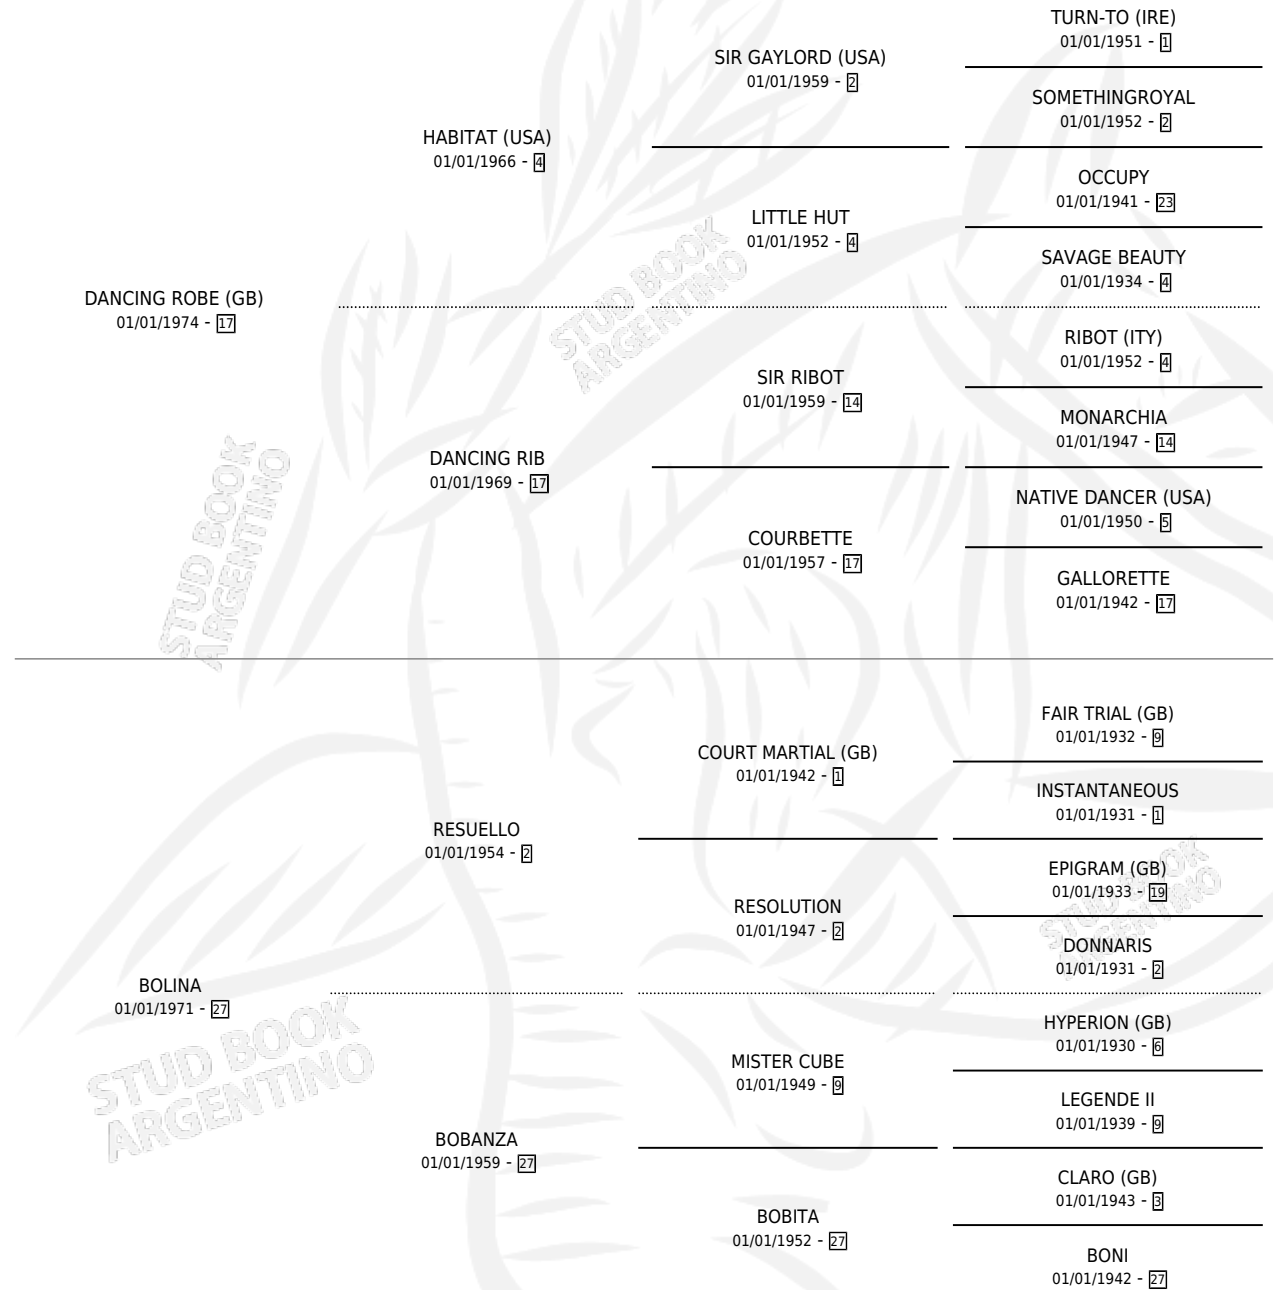 TURN-TO (IRE)
01/01/1951 - 1
SIR GAYLORD (USA)
01/01/1959 - 2
SOMETHINGROYAL
01/01/1952 - 2
HABITAT (USA)
01/01/1966 - 4
OCCUPY
01/01/1941 - 23
LITTLE HUT
01/01/1952 - 4
SAVAGE BEAUTY
01/01/1934 - 4
DANCING ROBE (GB)
01/01/1974 - 17
RIBOT (ITY)
01/01/1952 - 4
SIR RIBOT
01/01/1959 - 14
MONARCHIA
01/01/1947 - 14
DANCING RIB
01/01/1969 - 17
NATIVE DANCER (USA)
01/01/1950 - 5
COURBETTE
01/01/1957 - 17
GALLORETTE
01/01/1942 - 17
FAIR TRIAL (GB)
01/01/1932 - 9
COURT MARTIAL (GB)
01/01/1942 - 1
INSTANTANEOUS
01/01/1931 - 1
RESUELLO
01/01/1954 - 2
EPIGRAM (GB)
01/01/1933 - 19
RESOLUTION
01/01/1947 - 2
DONNARIS
01/01/1931 - 2
BOLINA
01/01/1971 - 27
HYPERION (GB)
01/01/1930 - 6
MISTER CUBE
01/01/1949 - 9
LEGENDE II
01/01/1939 - 9
BOBANZA
01/01/1959 - 27
CLARO (GB)
01/01/1943 - 3
BOBITA
01/01/1952 - 27
BONI
01/01/1942 - 27
STUD BOOK
ARGENTINO
STUD BOOK
ARGENTINO
STUD BOOK
ARGENTINO
STUD BOOK
ARGENTINO